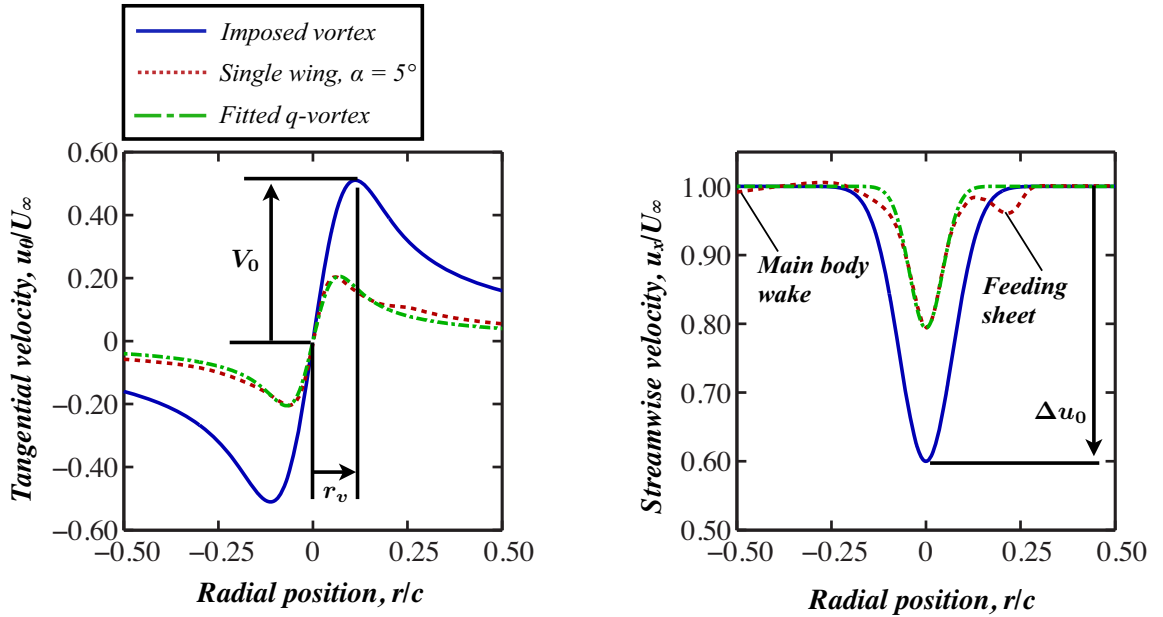 Imposed vortex
Single wing, α = 5°
Fitted q-vortex
Tangential velocity, uθ/U∞
0.60
0.40
0.20
0
−0.20
−0.40
−0.60
V0
rv
−0.50
−0.25
0
0.25
0.50
Radial position, r/c
Streamwise velocity, ux/U∞
1.00
0.90
0.80
0.70
0.60
0.50
Main body
wake
Feeding
sheet
Δu0
−0.50
−0.25
0
0.25
0.50
Radial position, r/c